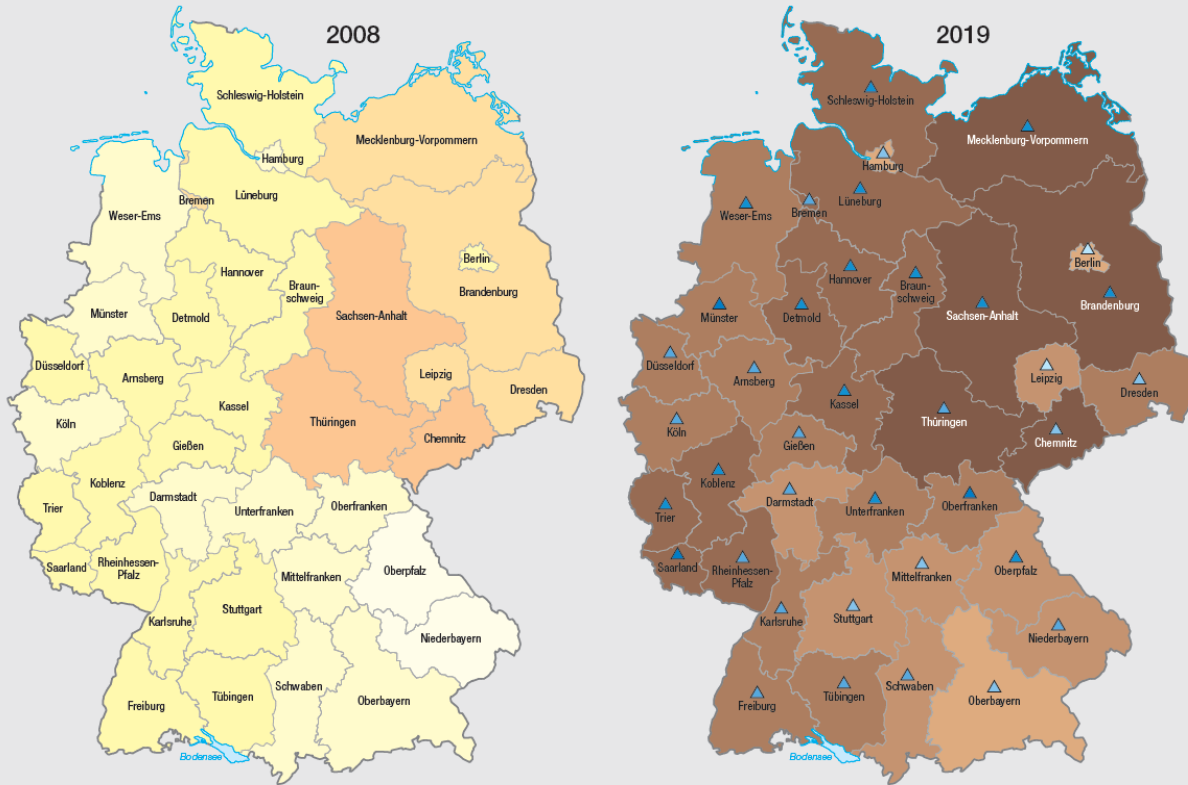 2008
Schleswig-Holstein
Mecklenburg-Vorpommern
Hamburg
Lüneburg
Bremen
Weser-Ems
Berlin
Hannover
Braun-
schweig
Brandenburg
Münster
Detmold
Sachsen-Anhalt
Düsseldorf
Arnsberg
Leipzig
Dresden
Kassel
Köln
Thüringen
Chemnitz
Gießen
Koblenz
Darmstadt
Unterfranken
Oberfranken
Trier
Saarland
Rheinhessen-
Pfalz
Mittelfranken
Oberpfalz
Stuttgart
Karlsruhe
Niederbayern
Schwaben
Tübingen
Oberbayern
Freiburg
Bodensee
2019
Schleswig-Holstein
Mecklenburg-Vorpommern
Hamburg
Lüneburg
Bremen
Weser-Ems
Berlin
Hannover
Braun-
schweig
Brandenburg
Münster
Detmold
Sachsen-Anhalt
Düsseldorf
Arnsberg
Leipzig
Dresden
Kassel
Köln
Thüringen
Chemnitz
Gießen
Koblenz
Darmstadt
Unterfranken
Oberfranken
Trier
Saarland
Rheinhessen-
Pfalz
Mittelfranken
Oberpfalz
Stuttgart
Karlsruhe
Niederbayern
Schwaben
Tübingen
Oberbayern
Freiburg
Bodensee